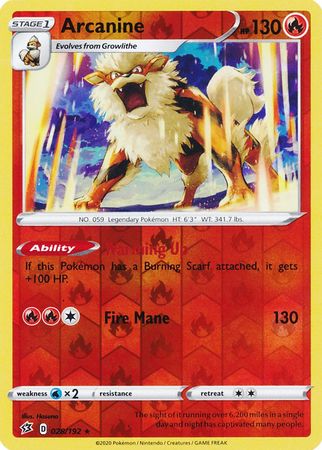 STAGE 1
Arcanine
HP 130
Evolves from Growlithe
NO. 059 Legendary Pokémon HT: 6'3" WT: 341.7 lbs.
Ability Warming Up
If this Pokémon has a Burning Scarf attached, it gets
+100 HP.
Fire Mane 130
weakness ×2 resistance retreat
Illus. Hasuno
D 028/192 ★
The sight of it running over 6,200 miles in a single
day and night has captivated many people.
©2020 Pokémon / Nintendo / Creatures / GAME FREAK